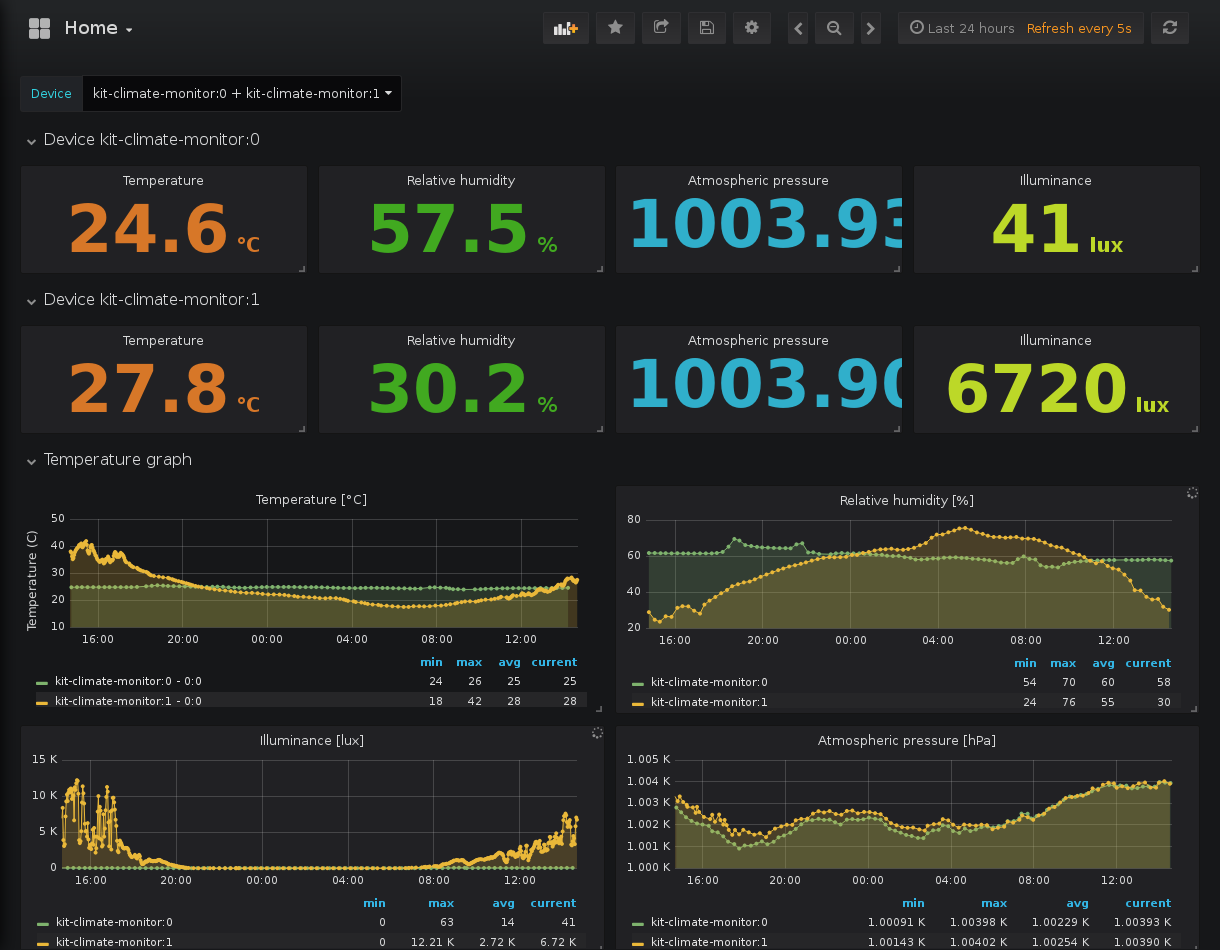 Home
Last 24 hours Refresh every 5s
Device kit-climate-monitor:0 + kit-climate-monitor:1
Device kit-climate-monitor:0
Temperature Relative humidity Atmospheric pressure Illuminance
24.6 °C 57.5 % 1003.93 41 lux
Device kit-climate-monitor:1
Temperature Relative humidity Atmospheric pressure Illuminance
27.8 °C 30.2 % 1003.90 6720 lux
Temperature graph
Temperature [°C]
Temperature (C)
50
40
30
20
10
16:00 20:00 00:00 04:00 08:00 12:00
min max avg current
kit-climate-monitor:0 - 0:0 24 26 25 25
kit-climate-monitor:1 - 0:0 18 42 28 28
Relative humidity [%]
80
60
40
20
16:00 20:00 00:00 04:00 08:00 12:00
min max avg current
kit-climate-monitor:0 54 70 60 58
kit-climate-monitor:1 24 76 55 30
Illuminance [lux]
15 K
10 K
5 K
0
16:00 20:00 00:00 04:00 08:00 12:00
min max avg current
kit-climate-monitor:0 0 63 14 41
kit-climate-monitor:1 0 12.21 K 2.72 K 6.72 K
Atmospheric pressure [hPa]
1.005 K
1.004 K
1.003 K
1.002 K
1.001 K
1.000 K
16:00 20:00 00:00 04:00 08:00 12:00
min max avg current
kit-climate-monitor:0 1.00091 K 1.00398 K 1.00229 K 1.00393 K
kit-climate-monitor:1 1.00143 K 1.00402 K 1.00254 K 1.00390 K